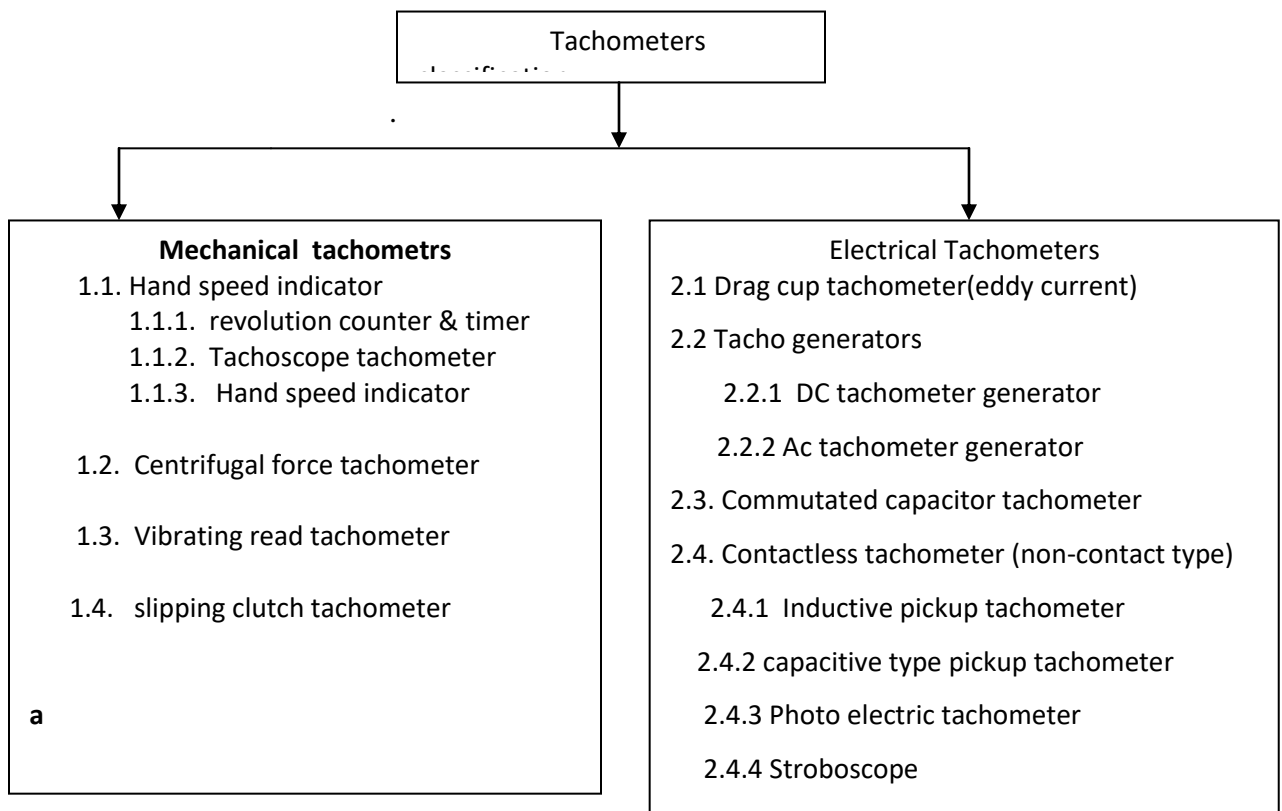 Tachometers
.
Mechanical tachometrs
1.1. Hand speed indicator
1.1.1. revolution counter & timer
1.1.2. Tachoscope tachometer
1.1.3. Hand speed indicator
1.2. Centrifugal force tachometer
1.3. Vibrating read tachometer
1.4. slipping clutch tachometer
a
Electrical Tachometers
2.1 Drag cup tachometer(eddy current)
2.2 Tacho generators
2.2.1 DC tachometer generator
2.2.2 Ac tachometer generator
2.3. Commutated capacitor tachometer
2.4. Contactless tachometer (non-contact type)
2.4.1 Inductive pickup tachometer
2.4.2 capacitive type pickup tachometer
2.4.3 Photo electric tachometer
2.4.4 Stroboscope